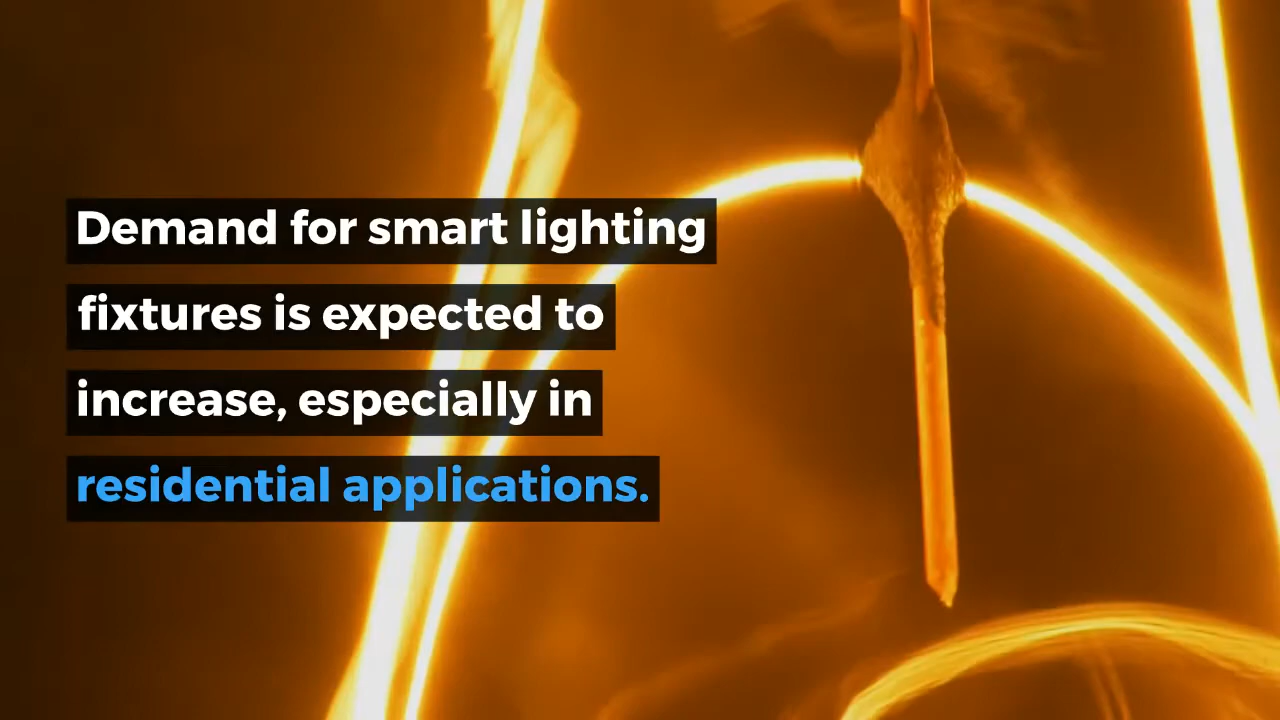 Demand for smart lighting
fixtures is expected to
increase, especially in
residential applications.